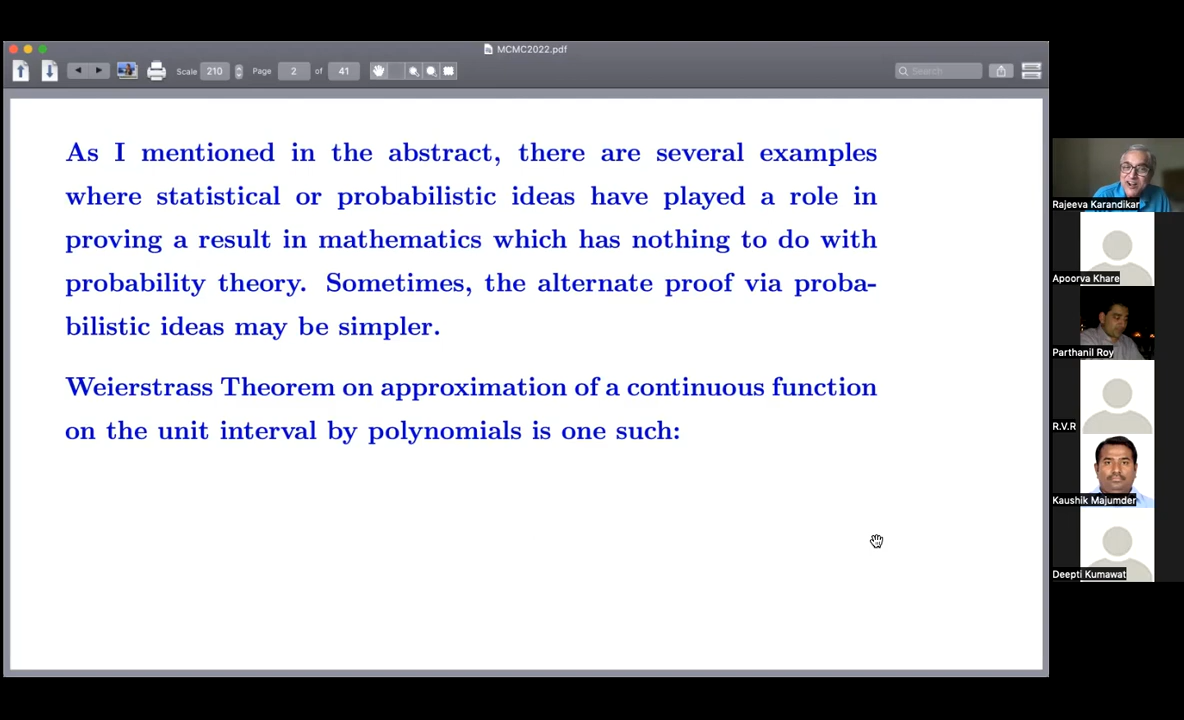 MCMC2022.pdf
Scale 210 Page 2 of 41 Search
As I mentioned in the abstract, there are several examples
where statistical or probabilistic ideas have played a role in
proving a result in mathematics which has nothing to do with
probability theory. Sometimes, the alternate proof via proba-
bilistic ideas may be simpler.
Weierstrass Theorem on approximation of a continuous function
on the unit interval by polynomials is one such:
Rajeeva Karandikar
Apoorva Khare
Parthanil Roy
R.V.R
Kaushik Majumder
Deepti Kumawat